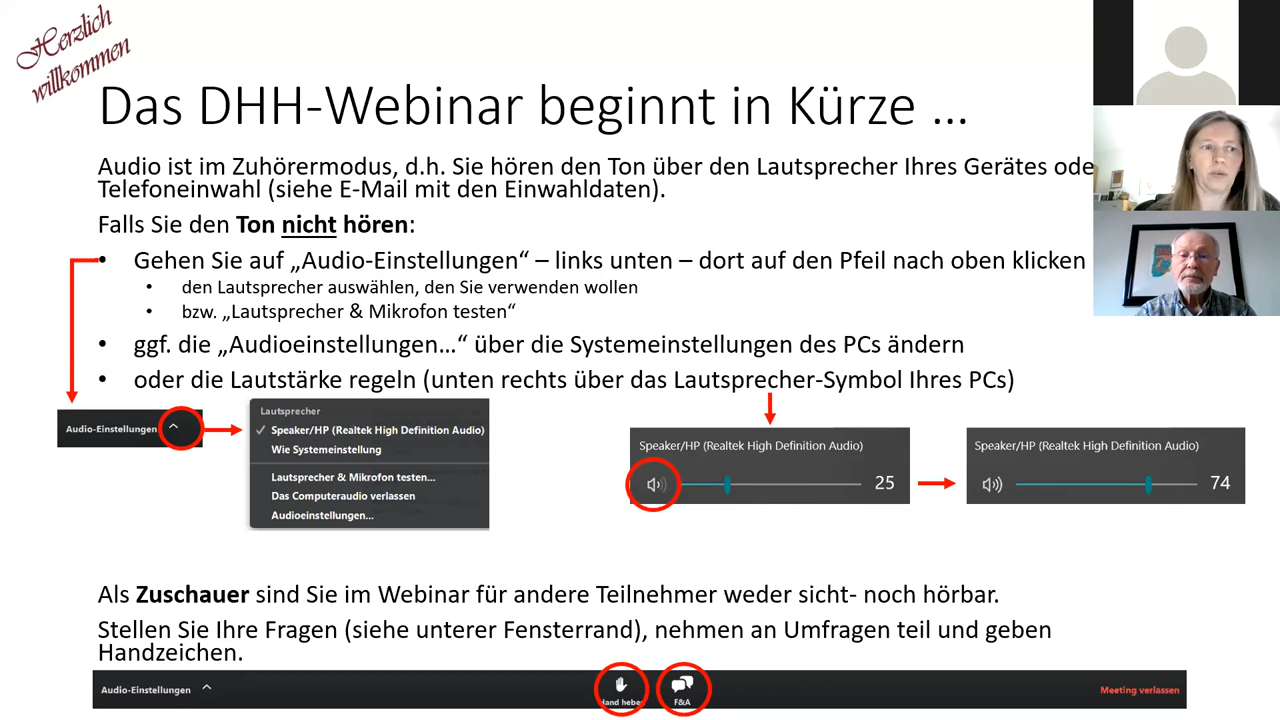 Herzlich
willkommen
Das DHH-Webinar beginnt in Kürze ...
Audio ist im Zuhörermodus, d.h. Sie hören den Ton über den Lautsprecher Ihres Gerätes ode
Telefoneinwahl (siehe E-Mail mit den Einwahldaten).
Falls Sie den Ton nicht hören:
• Gehen Sie auf „Audio-Einstellungen“ – links unten – dort auf den Pfeil nach oben klicken
• den Lautsprecher auswählen, den Sie verwenden wollen
• bzw. „Lautsprecher & Mikrofon testen“
• ggf. die „Audioeinstellungen...“ über die Systemeinstellungen des PCs ändern
• oder die Lautstärke regeln (unten rechts über das Lautsprecher-Symbol Ihres PCs)
Audio-Einstellungen
Lautsprecher
Speaker/HP (Realtek High Definition Audio)
Wie Systemeinstellung
Lautsprecher & Mikrofon testen...
Das Computeraudio verlassen
Audioeinstellungen...
Speaker/HP (Realtek High Definition Audio)
25
Speaker/HP (Realtek High Definition Audio)
74
Als Zuschauer sind Sie im Webinar für andere Teilnehmer weder sicht- noch hörbar.
Stellen Sie Ihre Fragen (siehe unterer Fensterrand), nehmen an Umfragen teil und geben
Handzeichen.
Audio-Einstellungen
Hand heben
F&A
Meeting verlassen